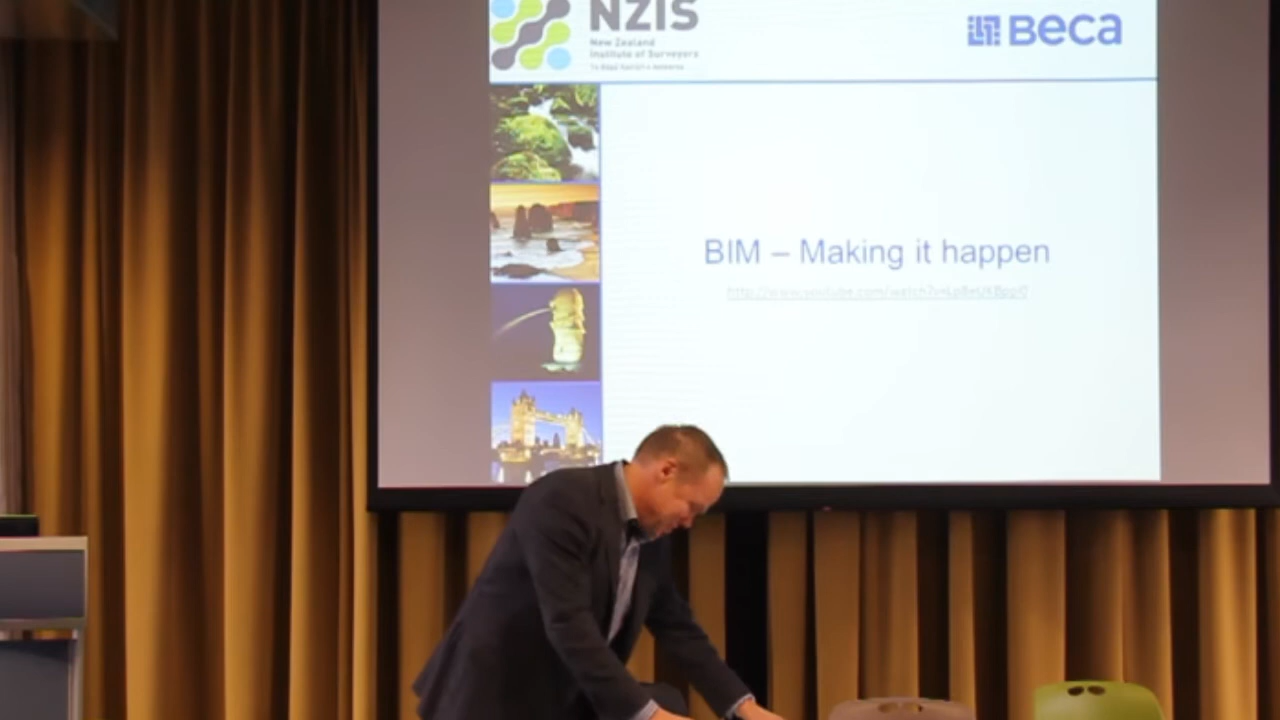 NZIS
New Zealand
Institute of Surveyors
Beca
BIM – Making it happen